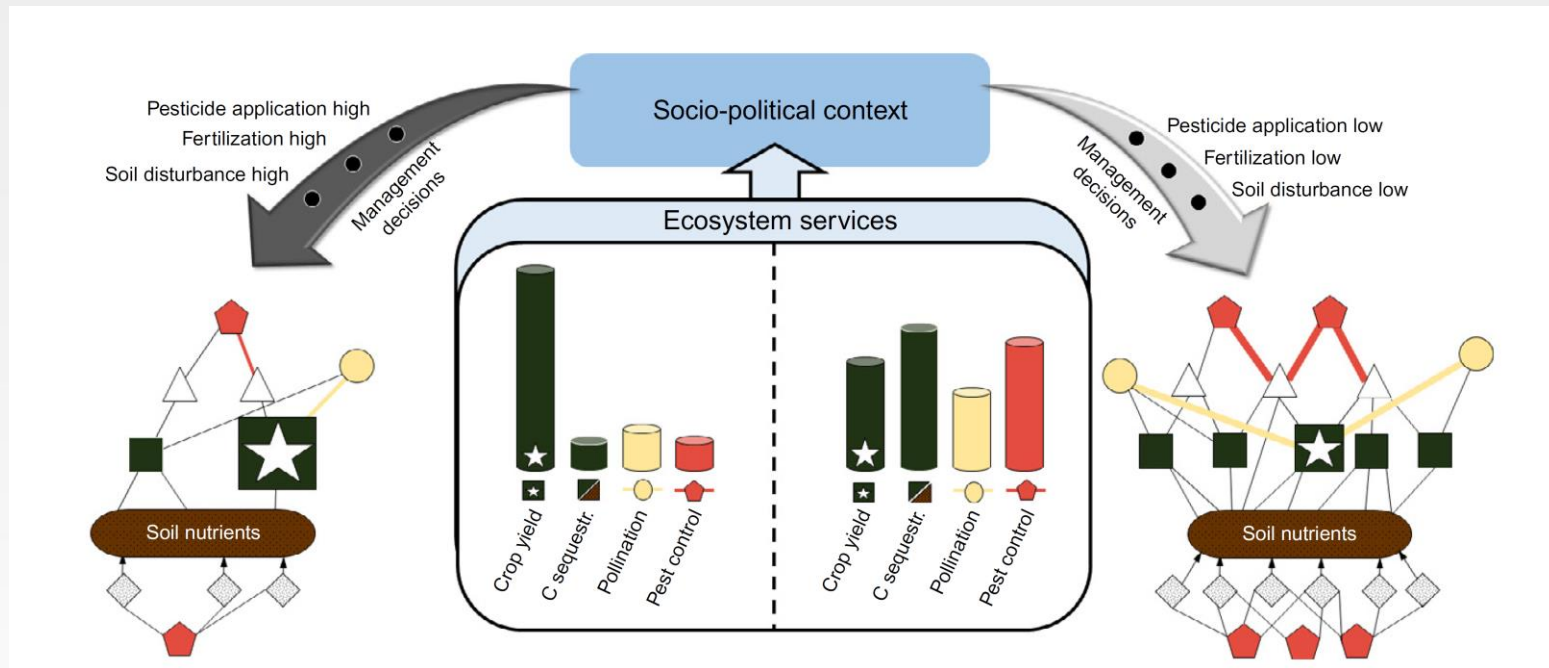 Socio-political context
Pesticide application high
Fertilization high
Soil disturbance high
Management
decisions
Pesticide application low
Fertilization low
Soil disturbance low
Management
decisions
Ecosystem services
Crop yield
C sequestr.
Pollination
Pest control
Crop yield
C sequestr.
Pollination
Pest control
Soil nutrients
Soil nutrients